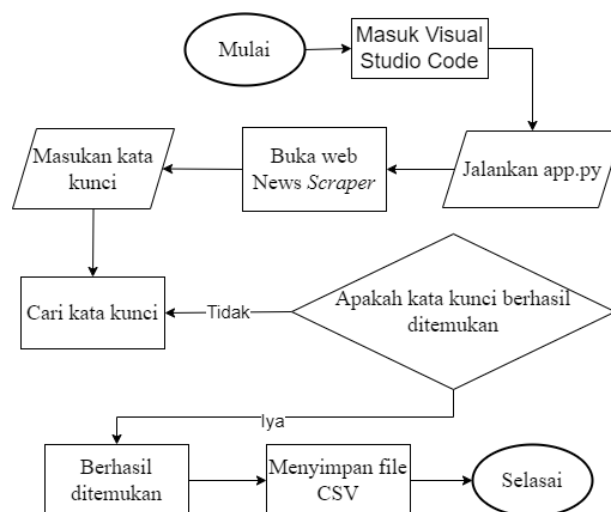 Mulai
Masuk Visual
Studio Code
Jalankan app.py
Buka web
News Scraper
Masukan kata
kunci
Cari kata kunci
Tidak
Apakah kata kunci berhasil
ditemukan
Iya
Berhasil
ditemukan
Menyimpan file
CSV
Selasai